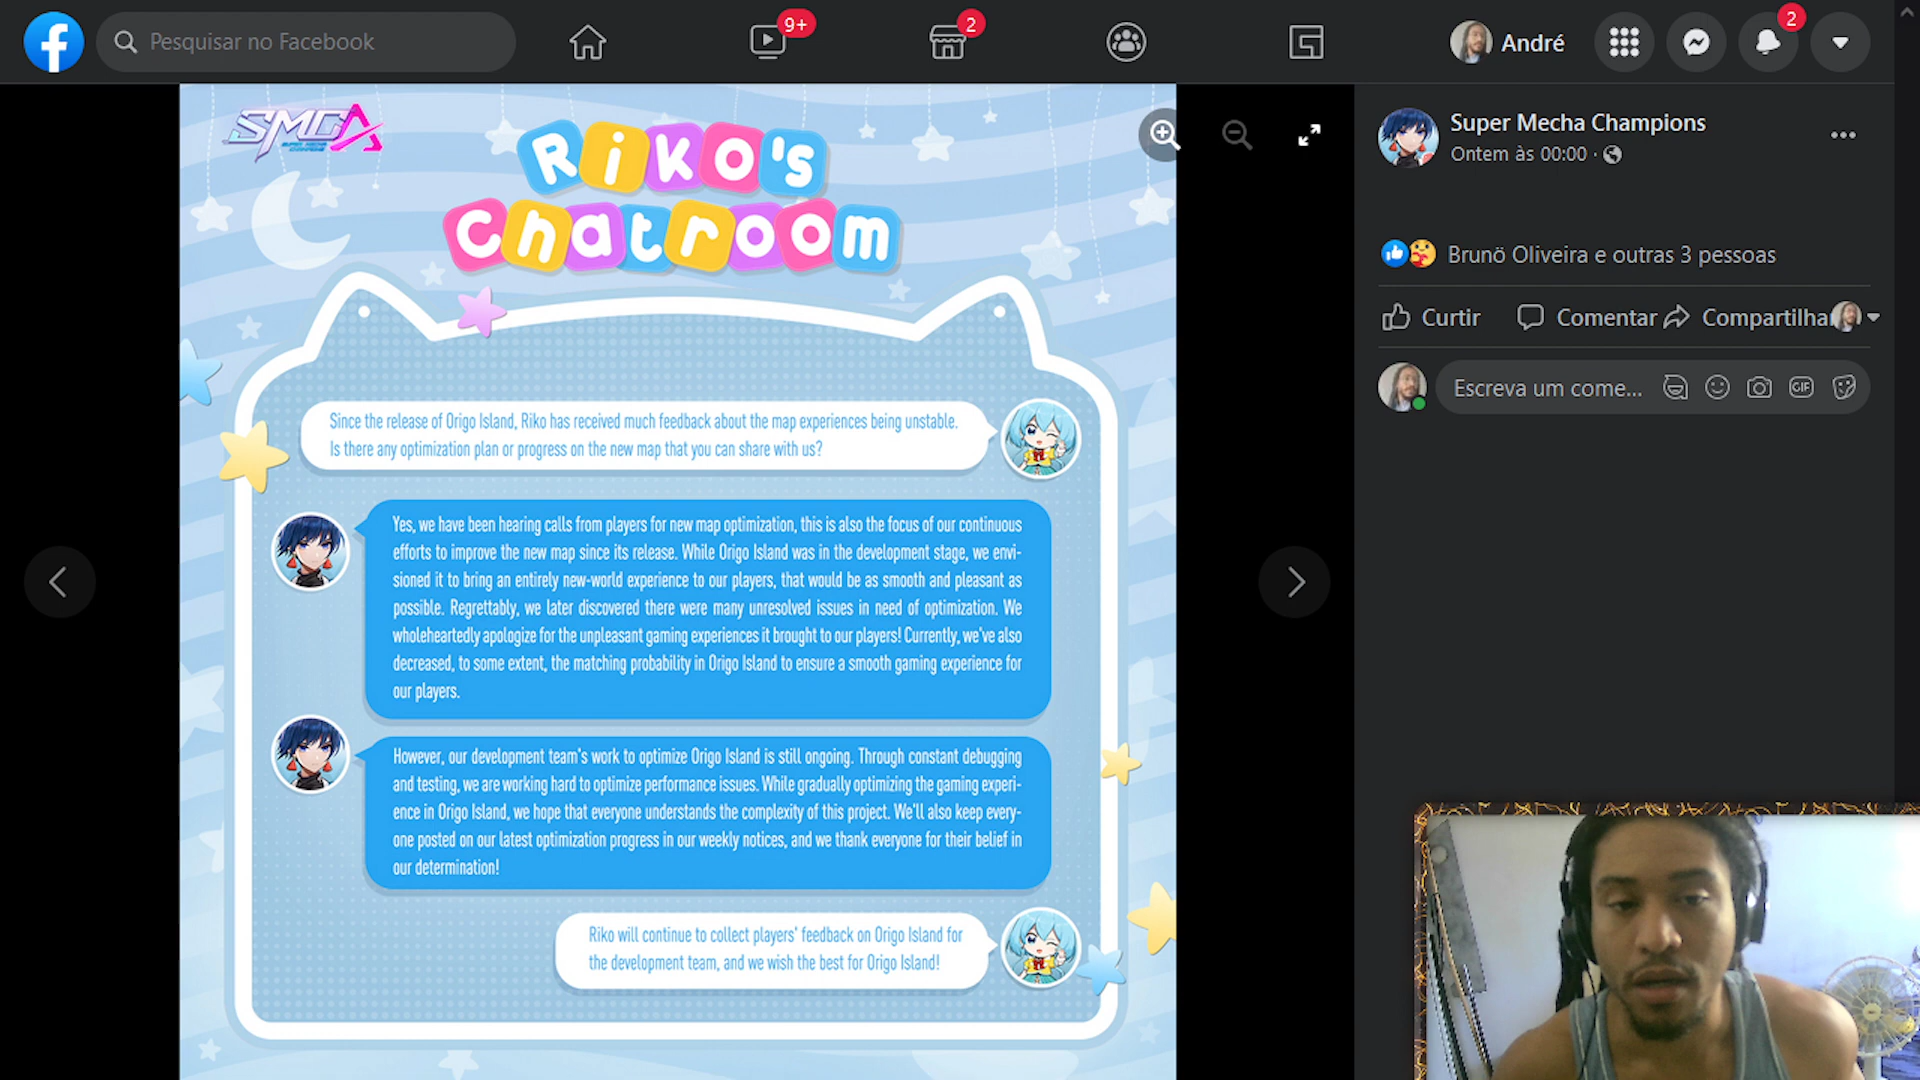 Pesquisar no Facebook
9+
2
André
2
SMCA
SUPER MECHA CHAMPIONS
Riko's
Chatroom
Since the release of Origo Island, Riko has received much feedback about the map experiences being unstable.
Is there any optimization plan or progress on the new map that you can share with us?
Yes, we have been hearing calls from players for new map optimization, this is also the focus of our continuous
efforts to improve the new map since its release. While Origo Island was in the development stage, we envi-
sioned it to bring an entirely new-world experience to our players, that would be as smooth and pleasant as
possible. Regrettably, we later discovered there were many unresolved issues in need of optimization. We
wholeheartedly apologize for the unpleasant gaming experiences it brought to our players! Currently, we've also
decreased, to some extent, the matching probability in Origo Island to ensure a smooth gaming experience for
our players.
However, our development team's work to optimize Origo Island is still ongoing. Through constant debugging
and testing, we are working hard to optimize performance issues. While gradually optimizing the gaming experi-
ence in Origo Island, we hope that everyone understands the complexity of this project. We'll also keep every-
one posted on our latest optimization progress in our weekly notices, and we thank everyone for their belief in
our determination!
Riko will continue to collect players' feedback on Origo Island for
the development team, and we wish the best for Origo Island!
Super Mecha Champions
Ontem às 00:00 ·
Brunö Oliveira e outras 3 pessoas
Curtir Comentar Compartilhar
Escreva um come...
GIF